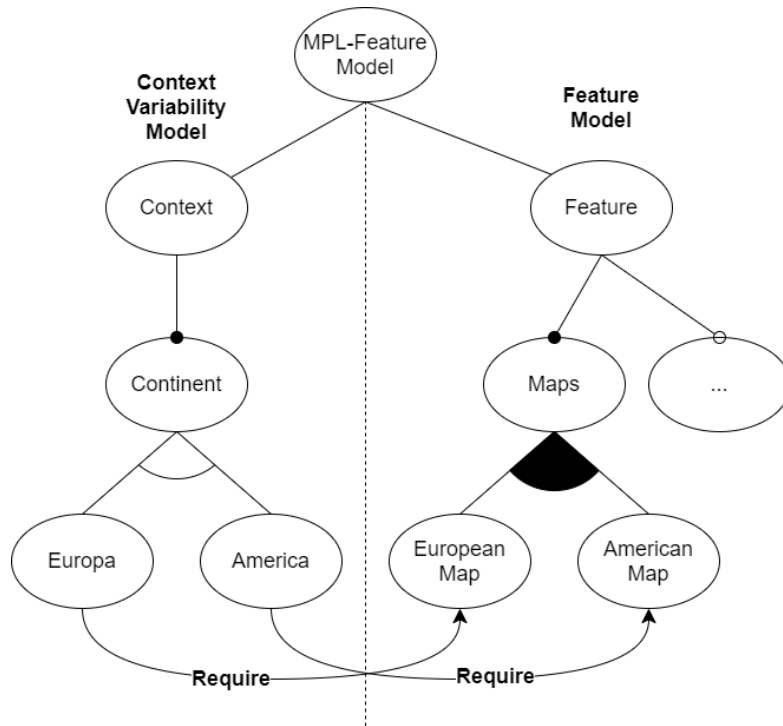 MPL-Feature
Model
Context
Variability
Model
Feature
Model
Context
Feature
Continent
Maps
...
Europa
America
European
Map
American
Map
Require
Require